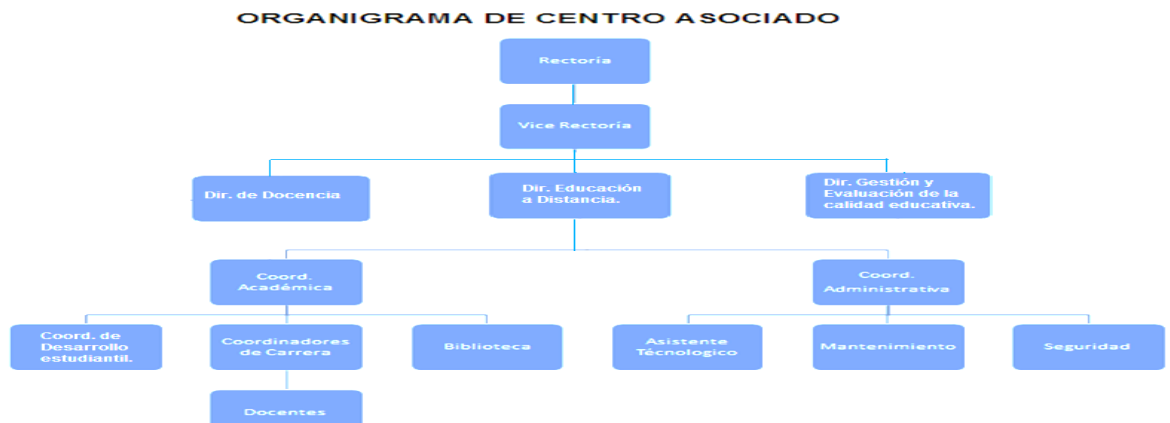 ORGANIGRAMA DE CENTRO ASOCIADO
Rectoría
Vice Rectoría
Dir. de Docencia
Dir. Educación
a Distancia.
Dir. Gestión y
Evaluación de la
calidad educativa.
Coord.
Académica
Coord.
Administrativa
Coord. de
Desarrollo
estudiantil.
Coordinadores
de Carrera
Biblioteca
Asistente
Técnologico
Mantenimiento
Seguridad
Docentes